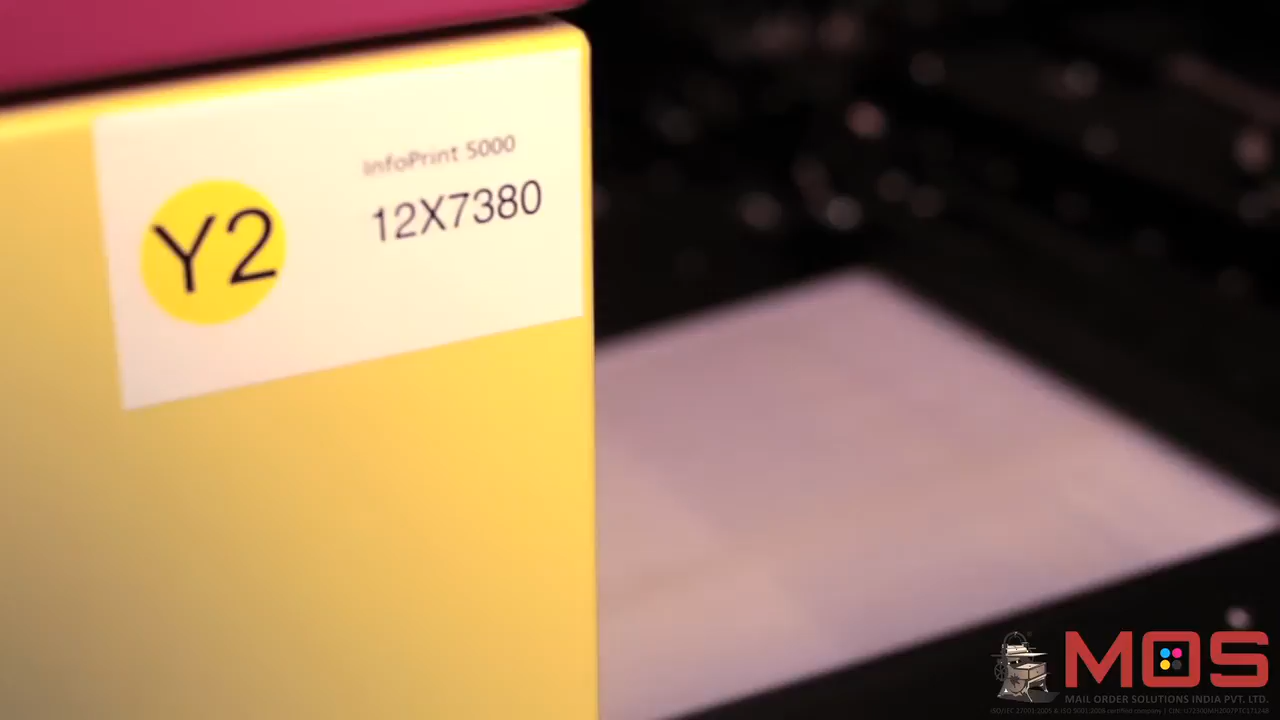 InfoPrint 5000
Y2
12X7380
MOS
MAIL ORDER SOLUTIONS INDIA PVT. LTD.